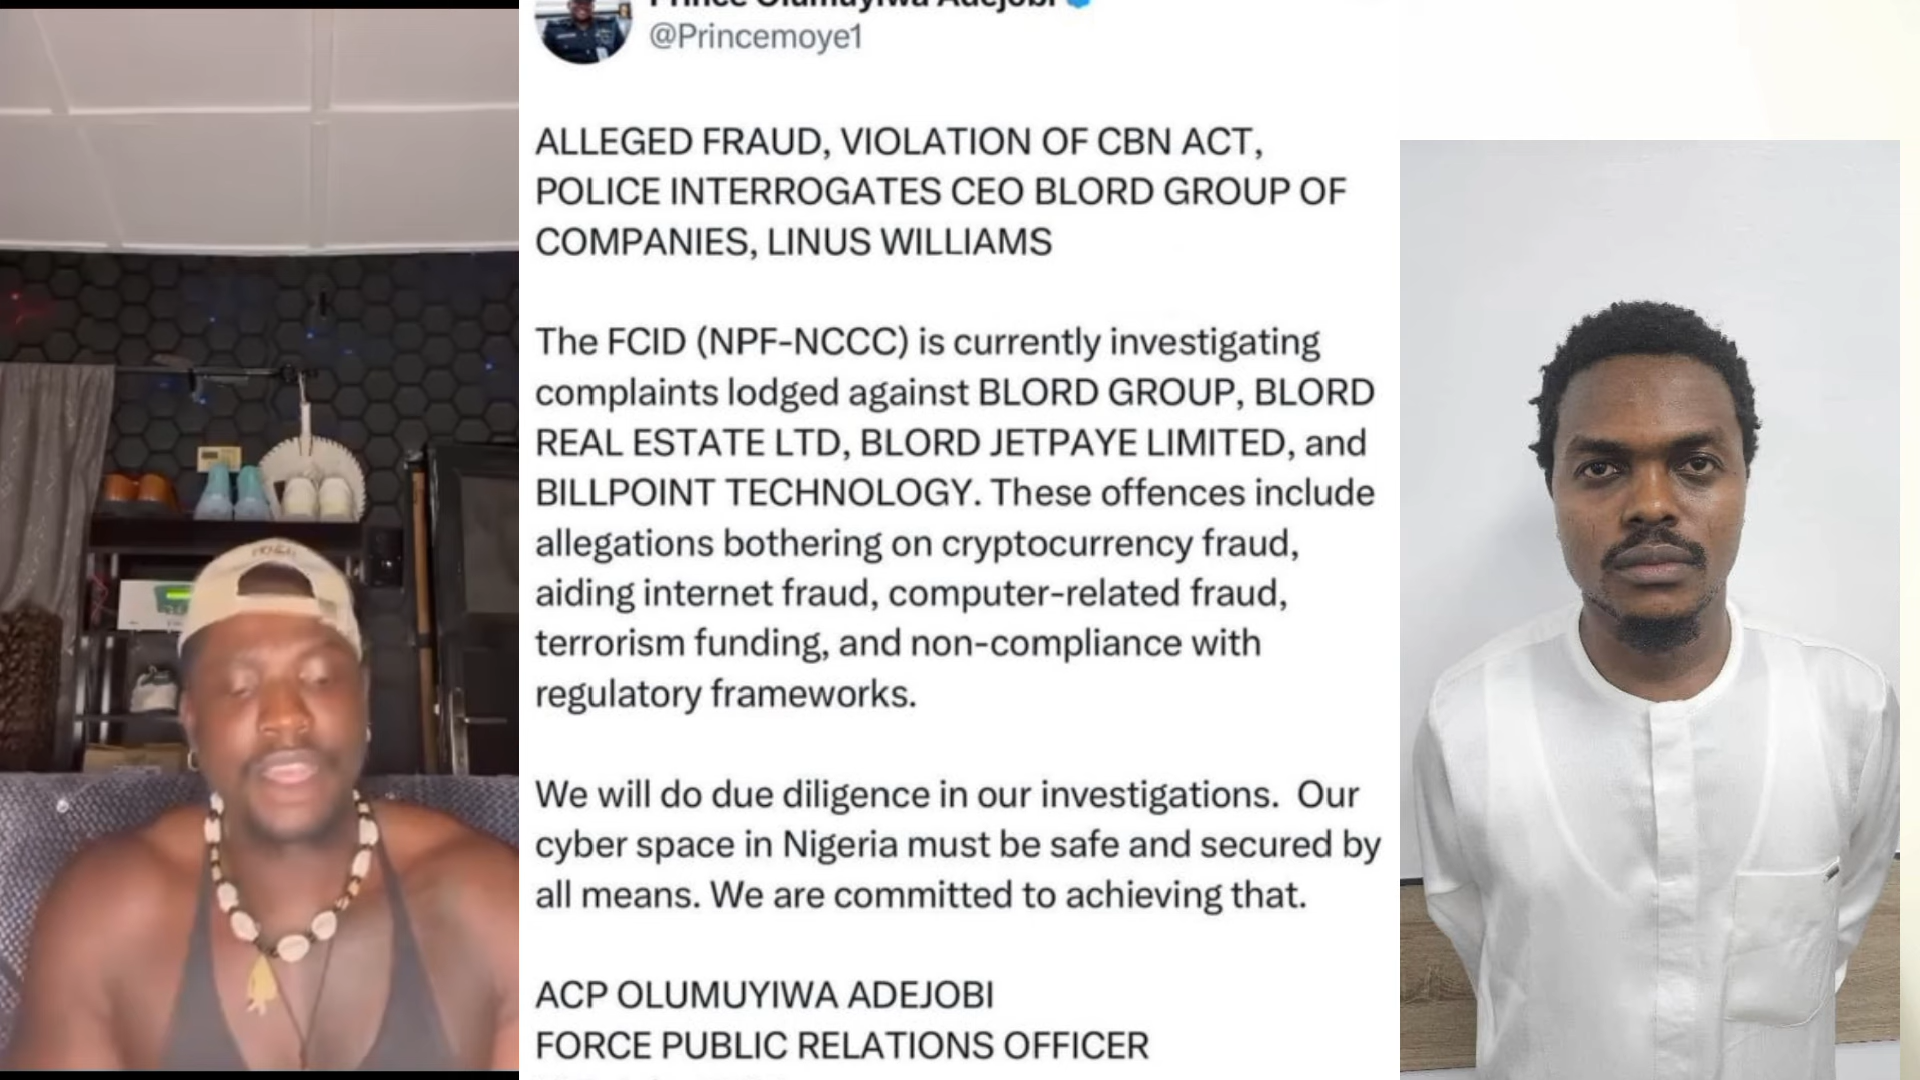 Prince Olumuyiwa Adejobi
@Princemoye1
ALLEGED FRAUD, VIOLATION OF CBN ACT,
POLICE INTERROGATES CEO BLORD GROUP OF
COMPANIES, LINUS WILLIAMS
The FCID (NPF-NCCC) is currently investigating
complaints lodged against BLORD GROUP, BLORD
REAL ESTATE LTD, BLORD JETPAYE LIMITED, and
BILLPOINT TECHNOLOGY. These offences include
allegations bothering on cryptocurrency fraud,
aiding internet fraud, computer-related fraud,
terrorism funding, and non-compliance with
regulatory frameworks.
We will do due diligence in our investigations.  Our
cyber space in Nigeria must be safe and secured by
all means. We are committed to achieving that.
ACP OLUMUYIWA ADEJOBI
FORCE PUBLIC RELATIONS OFFICER